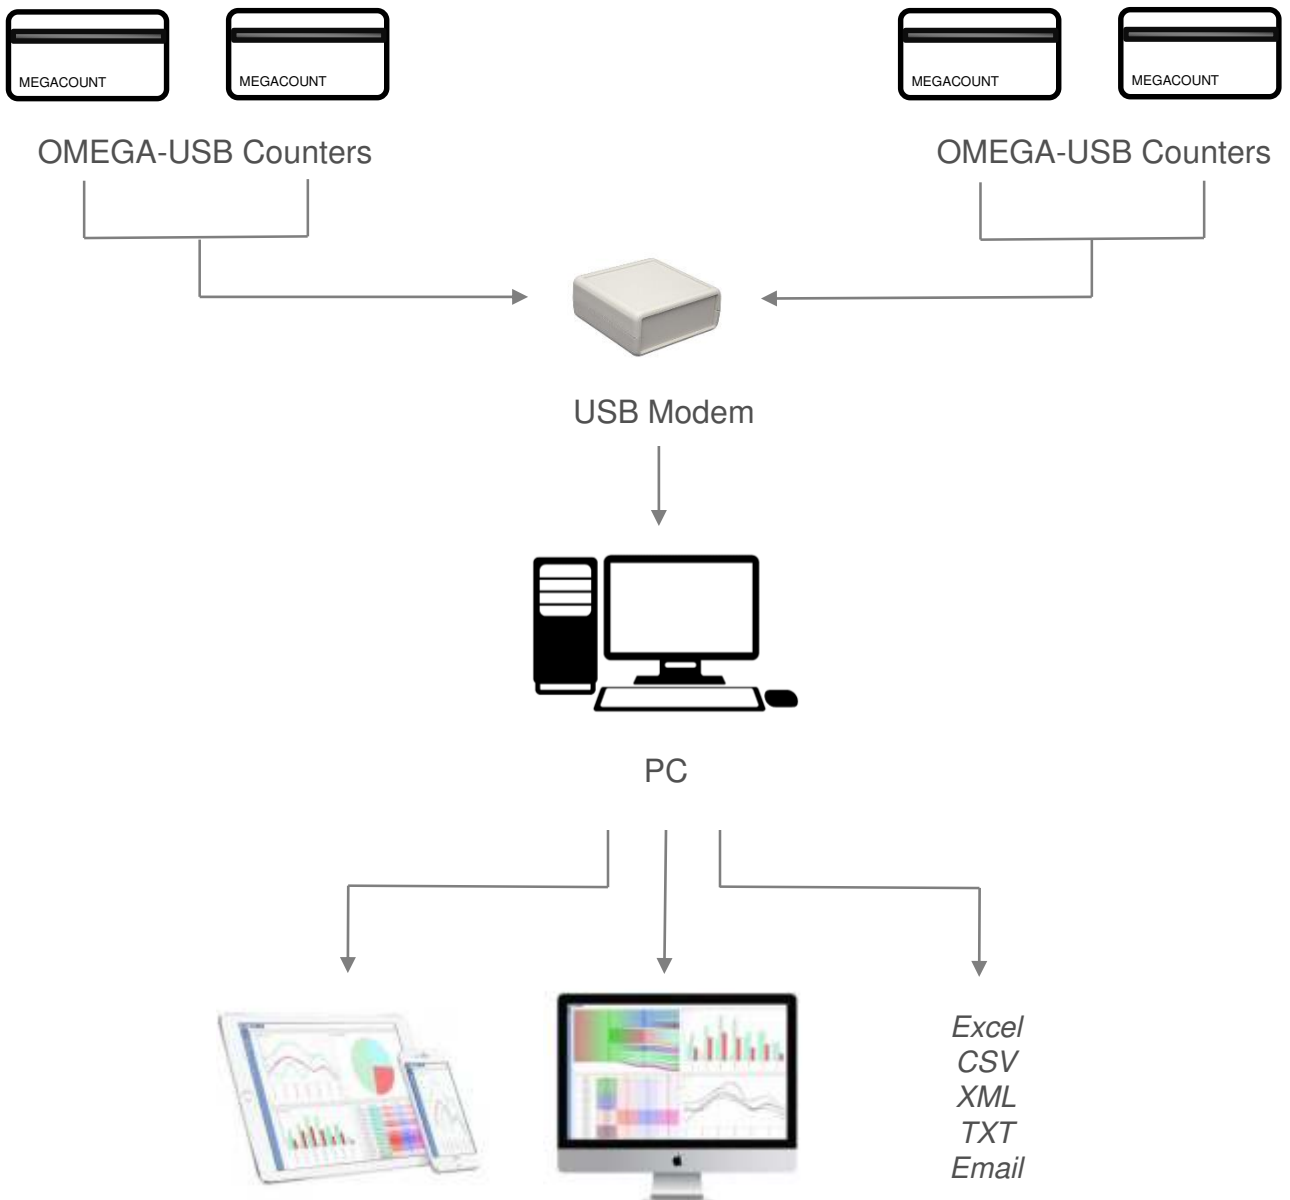 MEGACOUNT
MEGACOUNT
MEGACOUNT
MEGACOUNT
OMEGA-USB Counters
OMEGA-USB Counters
USB Modem
PC
Excel
CSV
XML
TXT
Email